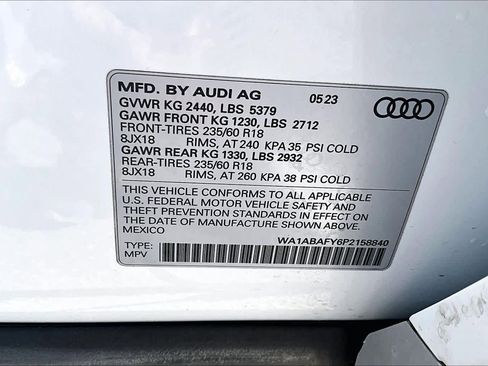 MFD. BY AUDI AG 05 23
GVWR KG 2440, LBS 5379
GAWR FRONT KG 1230, LBS 2712
FRONT-TIRES 235/60 R18
8JX18 RIMS, AT 240 KPA 35 PSI COLD
GAWR REAR KG 1330, LBS 2932
REAR-TIRES 235/60 R18
8JX18 RIMS, AT 260 KPA 38 PSI COLD
THIS VEHICLE CONFORMS TO ALL APPLICABLE
U.S. FEDERAL MOTOR VEHICLE SAFETY AND
THEFT PREVENTION STANDARDS IN EFFECT ON
THE DATE OF MANUFACTURE SHOWN ABOVE.
MEXICO
TYPE: WA1ABAFY6P2158840
MPV